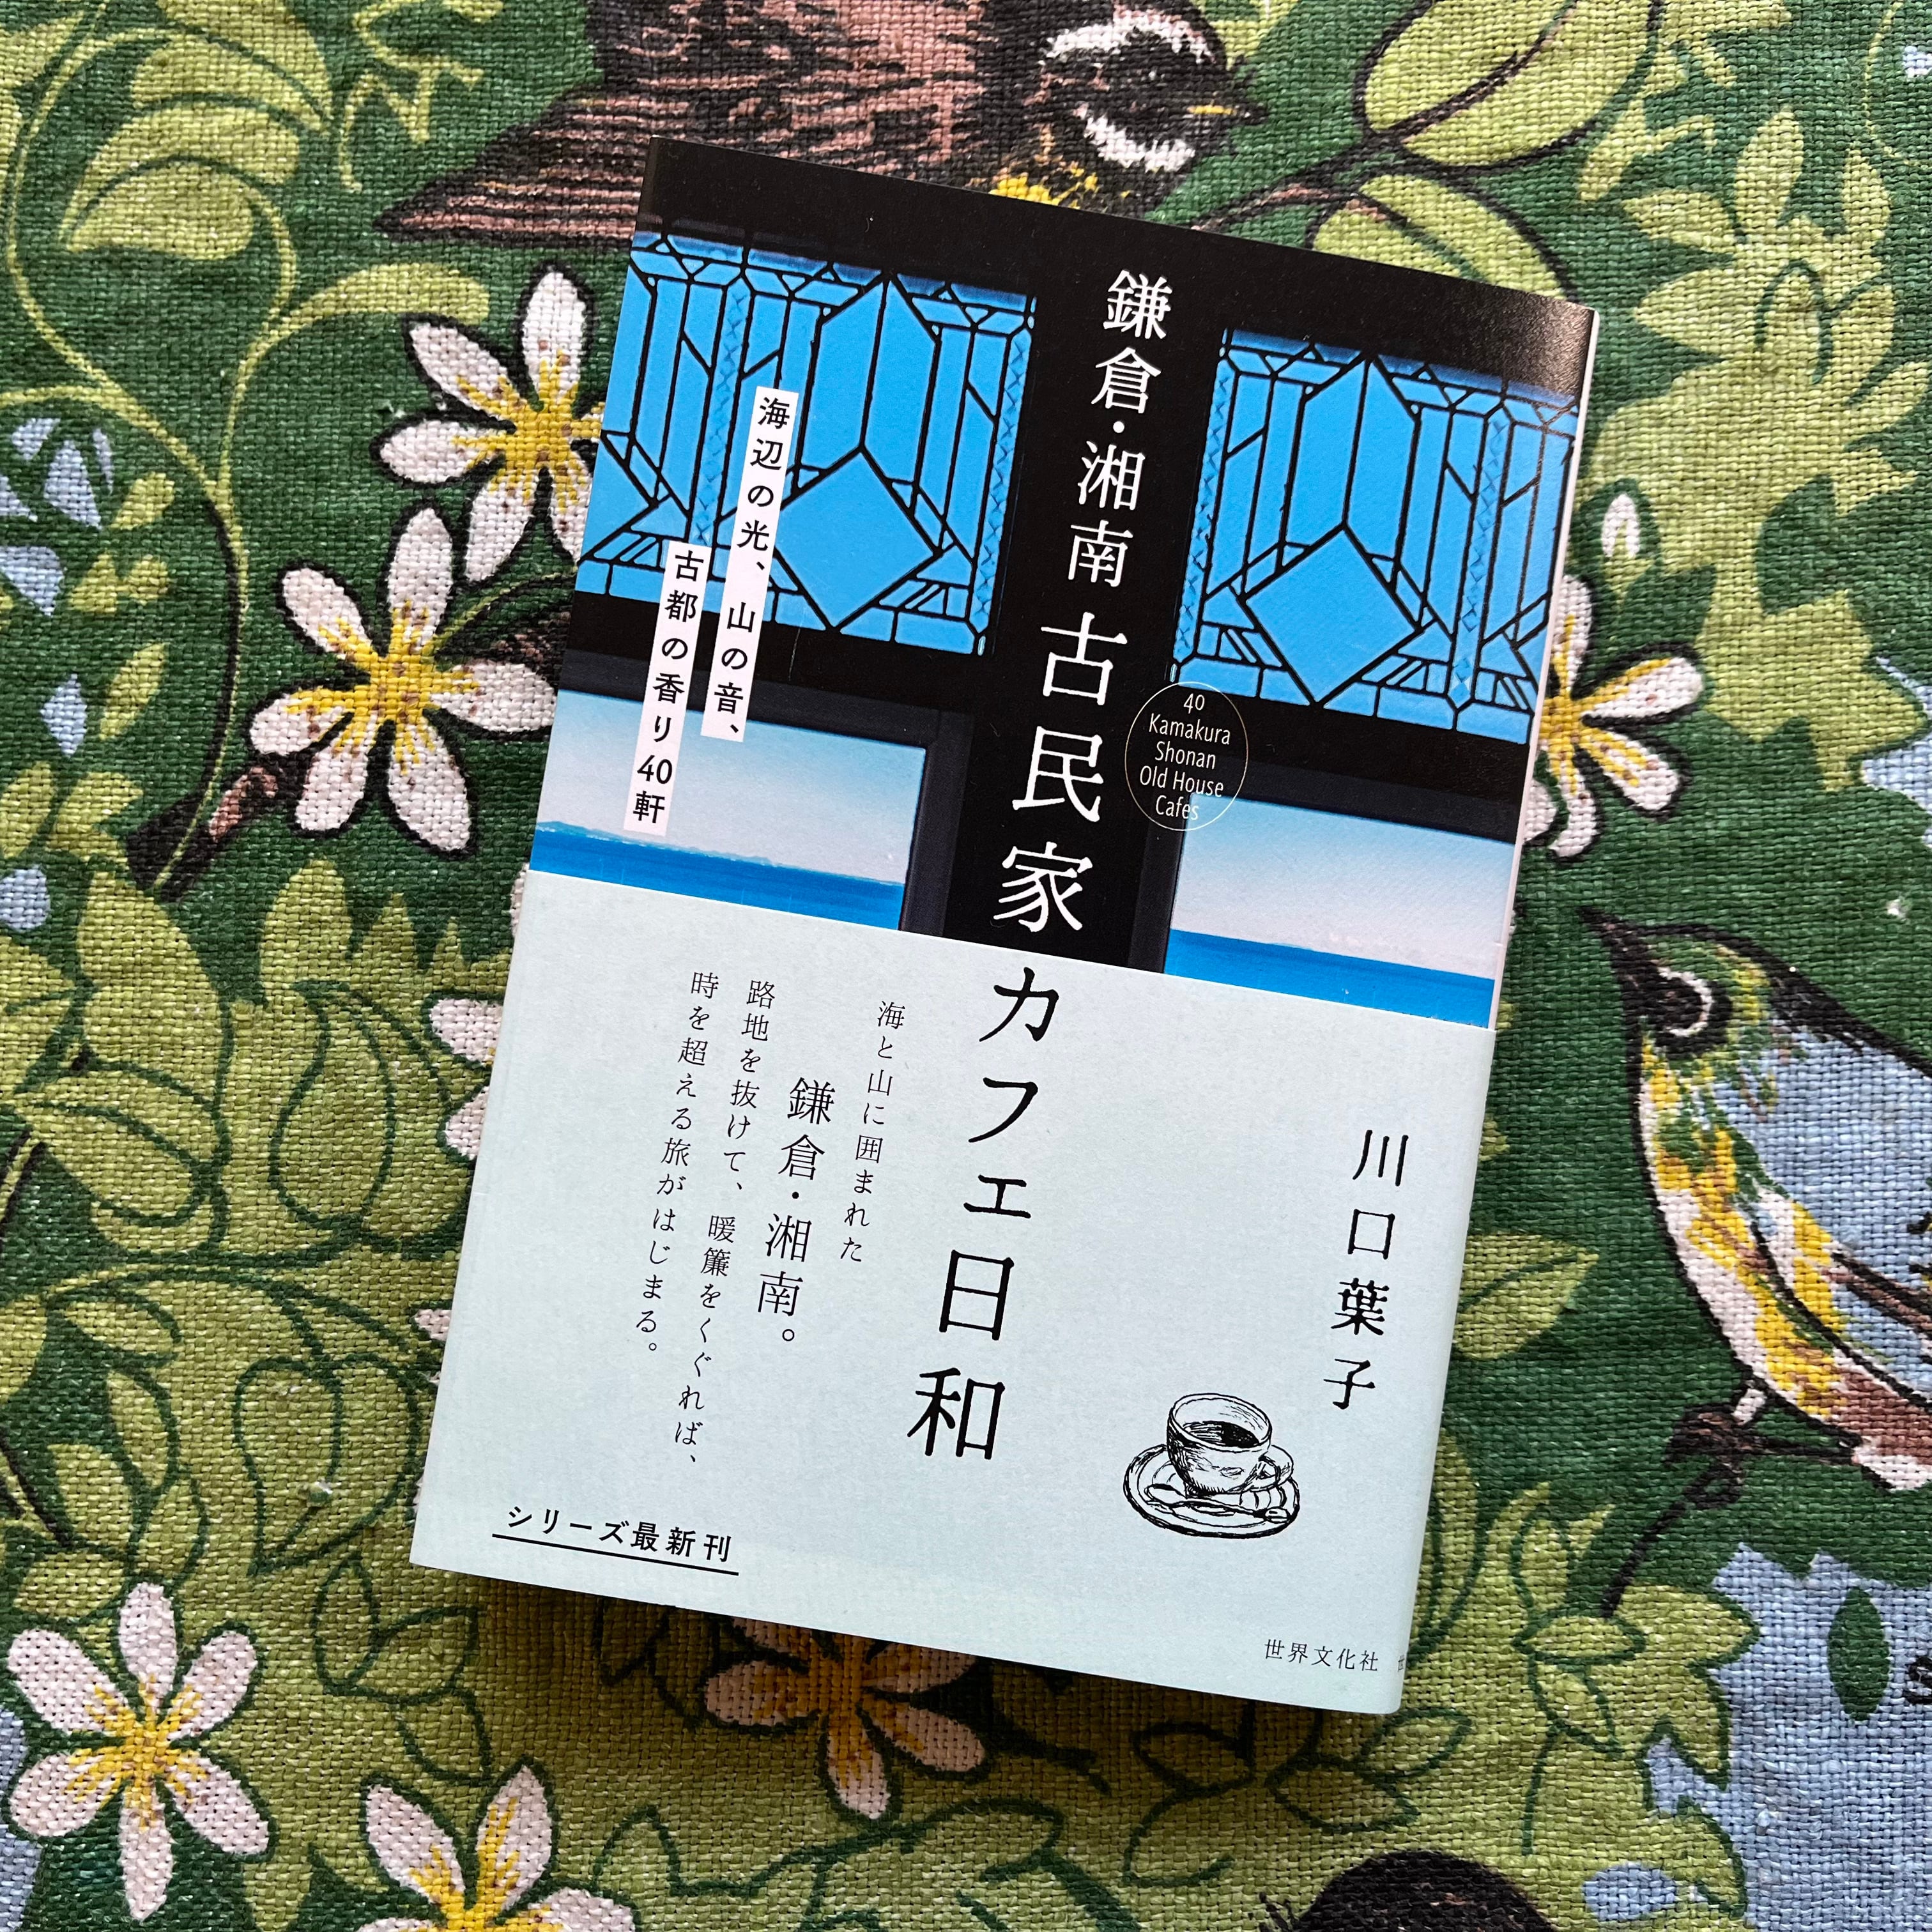 鎌倉・湘南 古民家カフェ日和
40
Kamakura
Shonan
Old House
Cafes
海辺の光、山の音、
古都の香り40軒
川口葉子
海と山に囲まれた
鎌倉・湘南。
路地を抜けて、暖簾をくぐれば、
時を超える旅がはじまる。
シリーズ最新刊
世界文化社